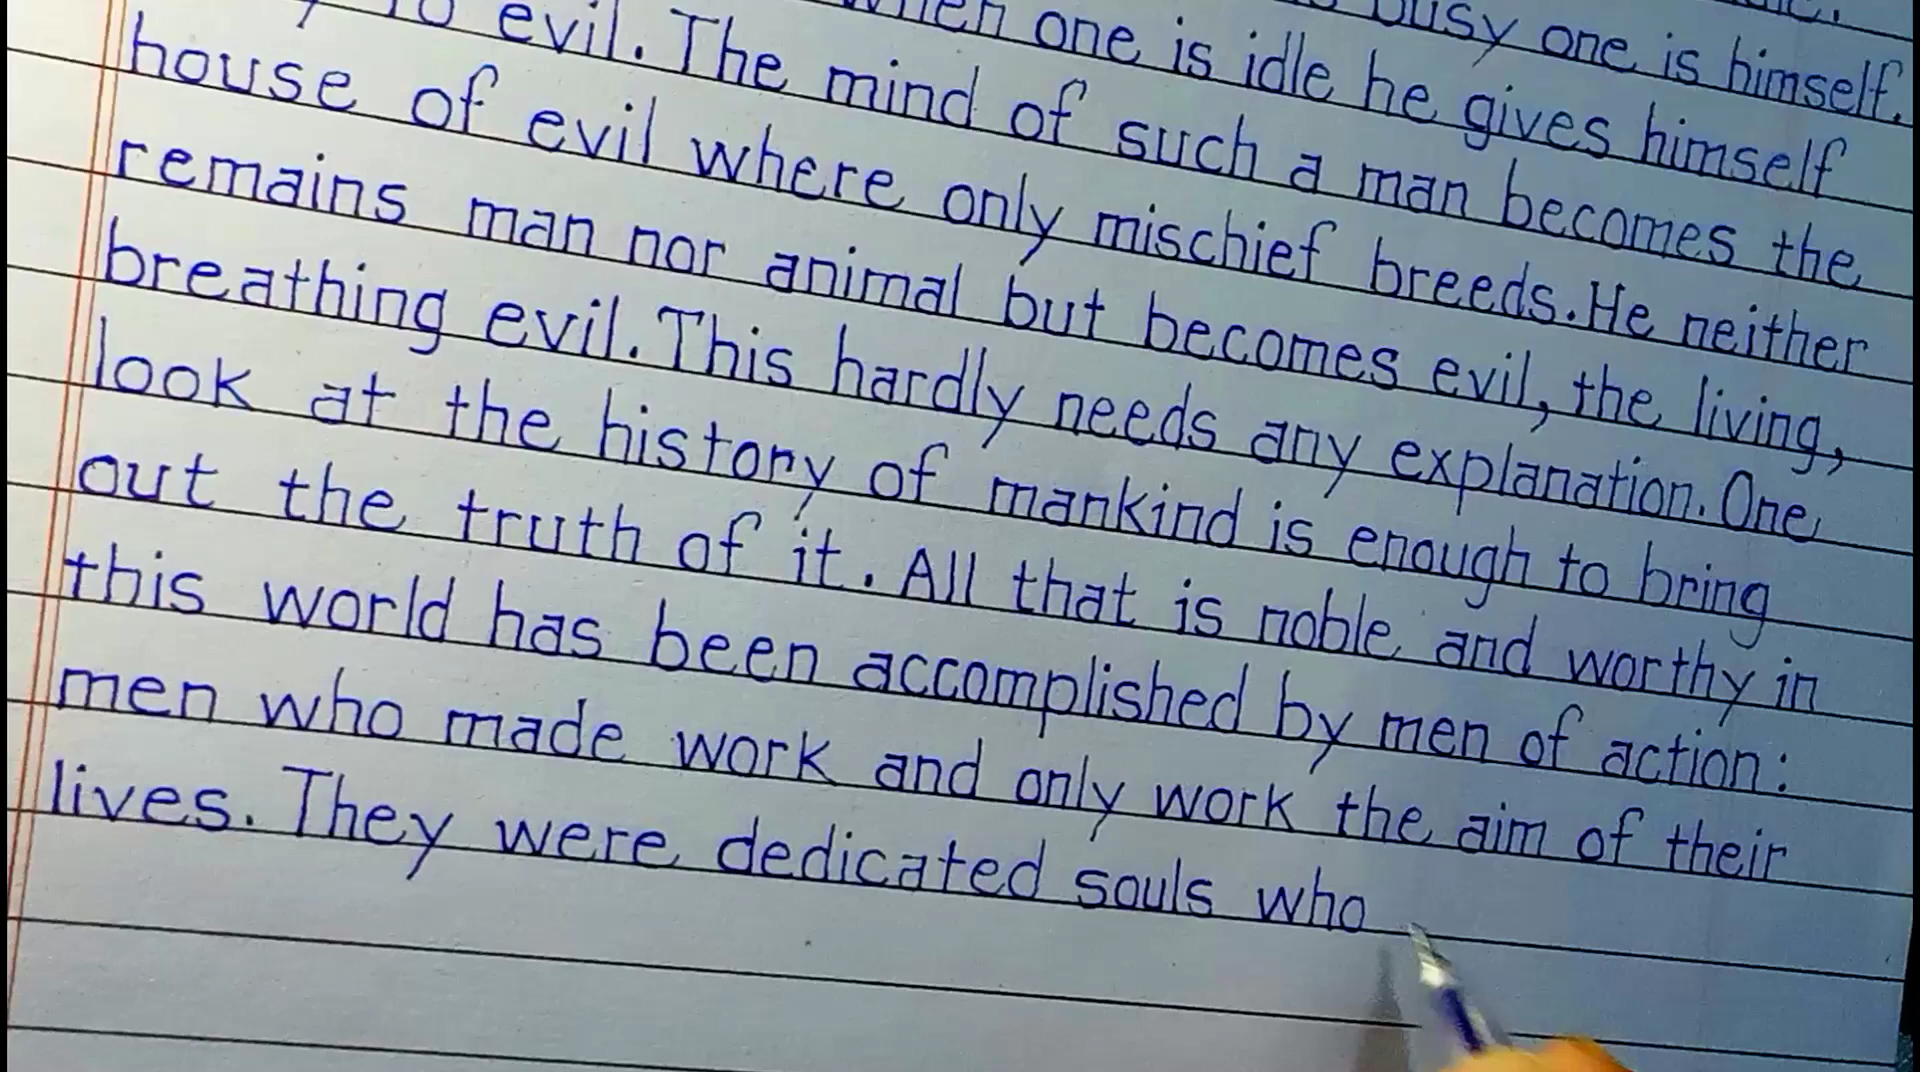 busy one is himself.
when one is idle he gives himself
to evil. The mind of such a man becomes the
house of evil where only mischief breeds. He neither
remains man nor animal but becomes evil, the living,
breathing evil. This hardly needs any explanation. One
look at the history of mankind is enough to bring
out the truth of it. All that is noble and worthy in
this world has been accomplished by men of action:
men who made work and only work the aim of their
lives. They were dedicated souls who